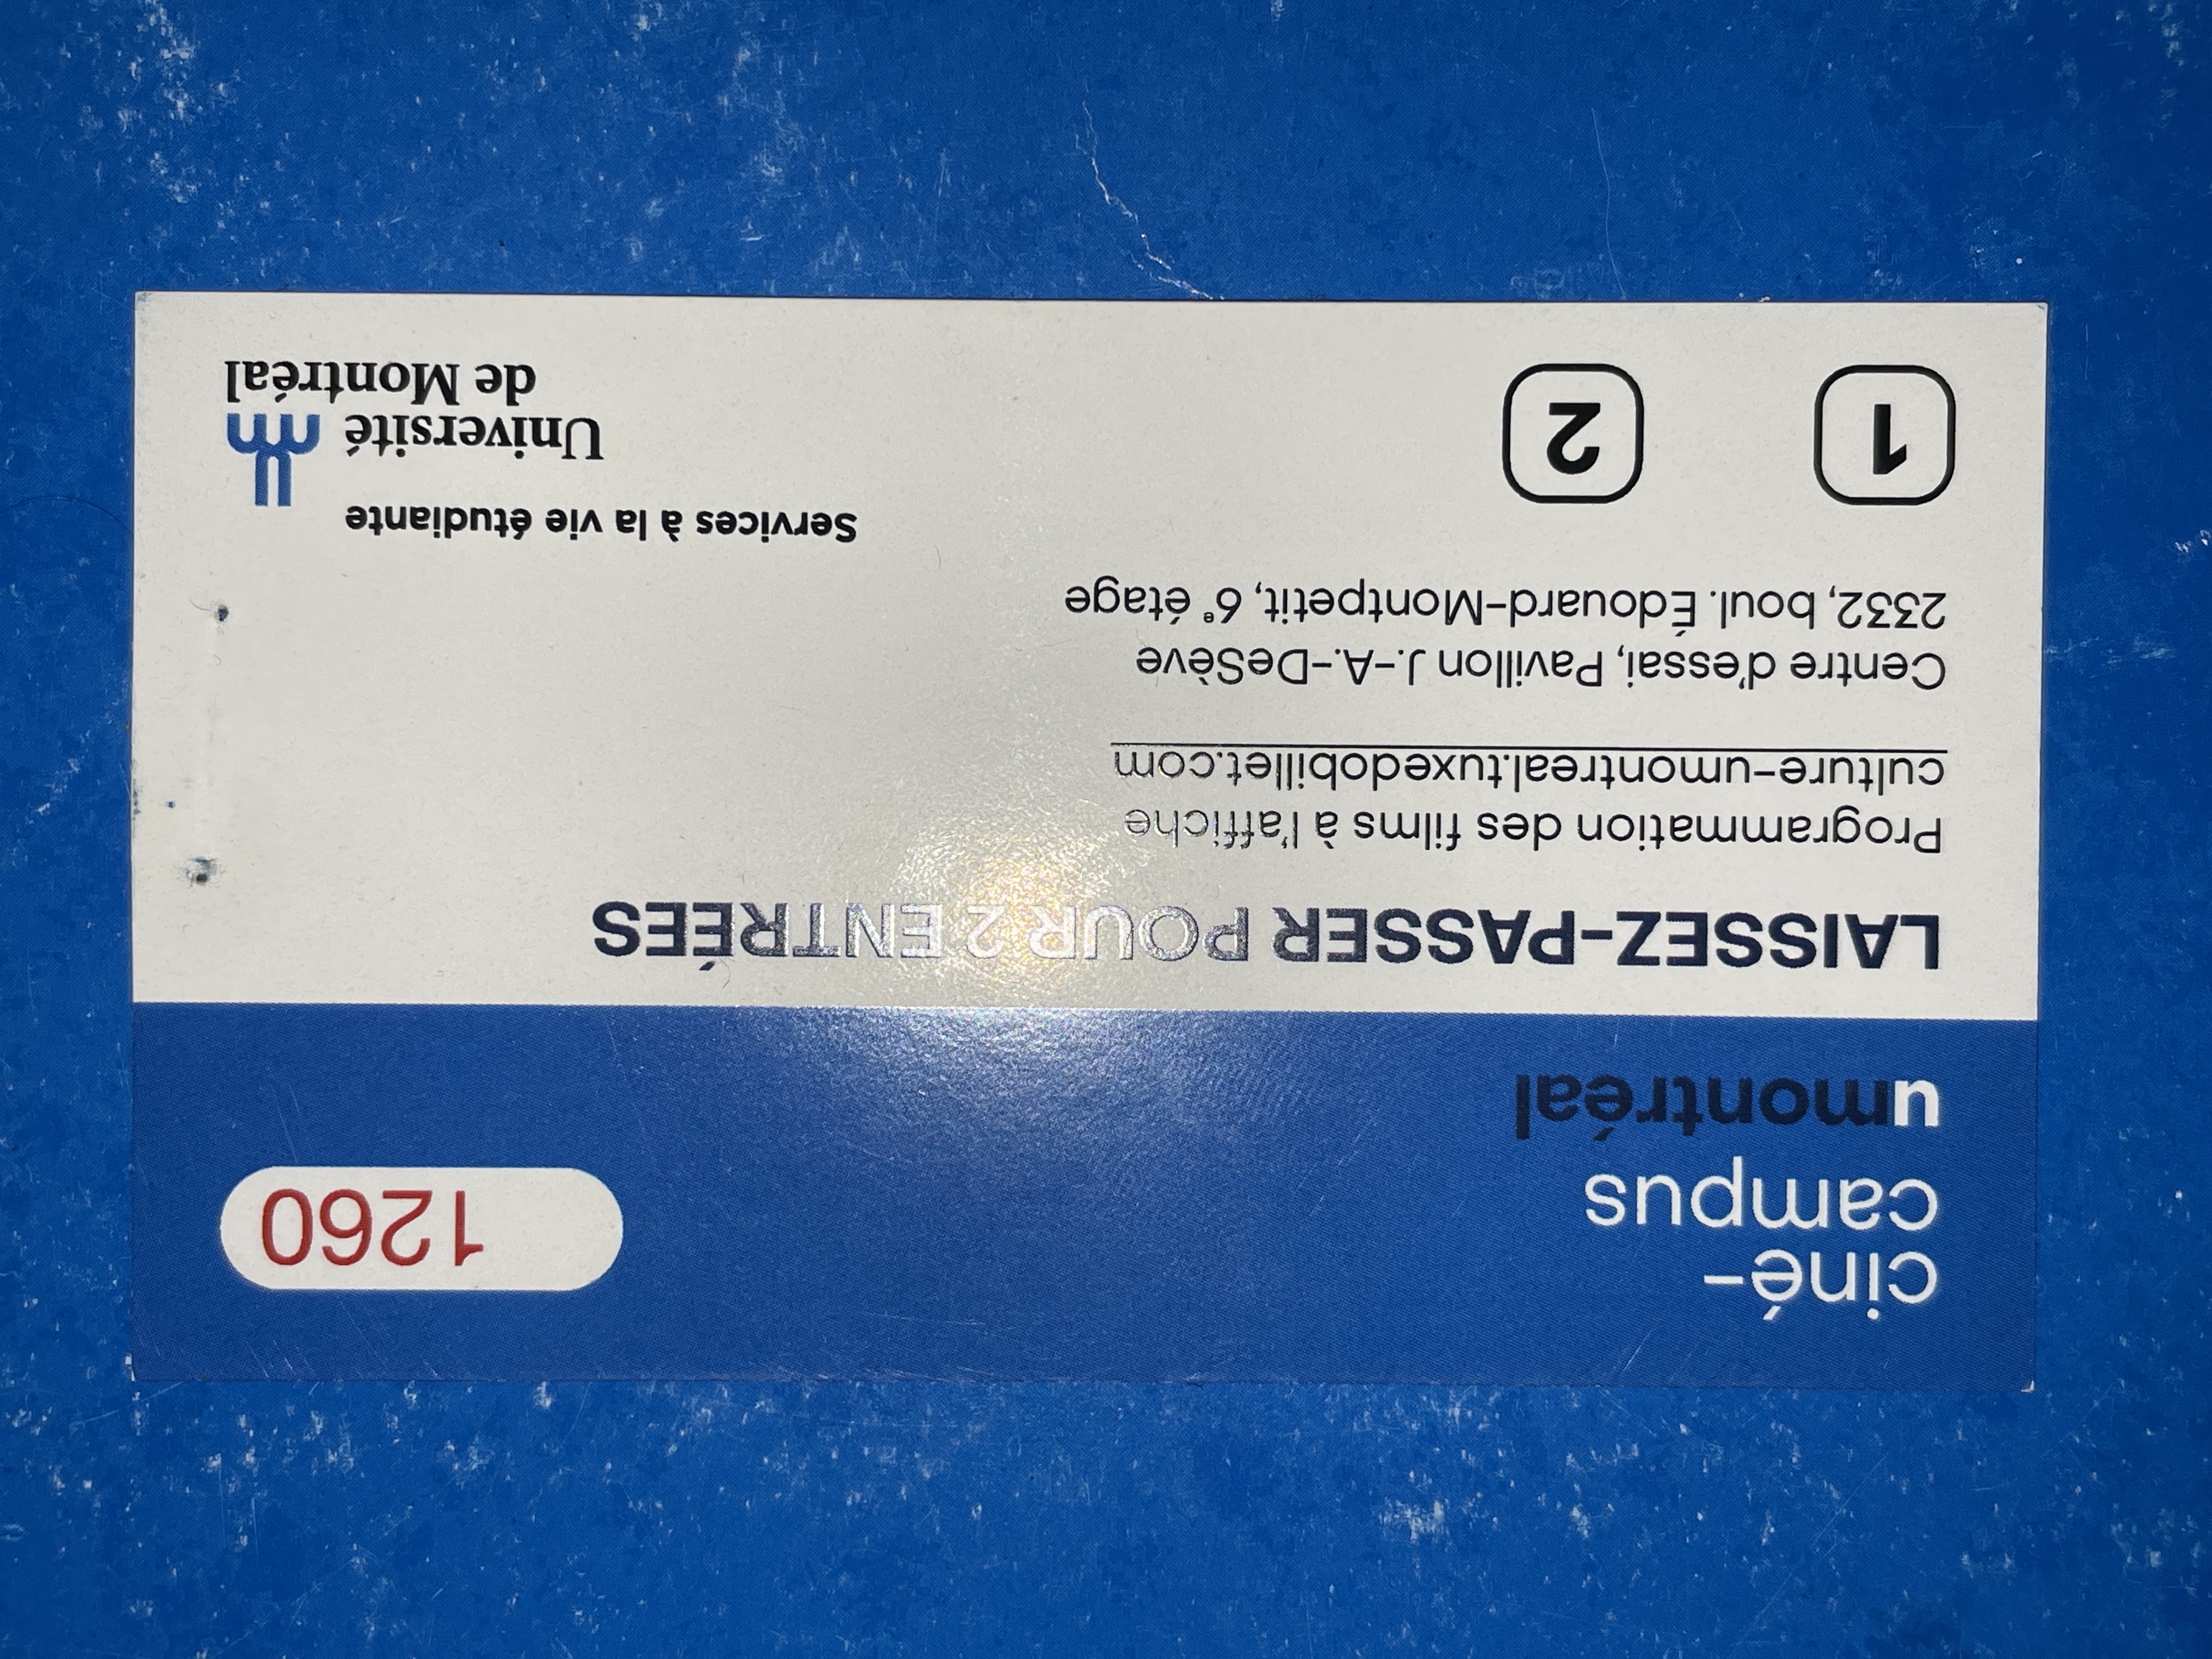 ciné-
campus
umontréal
1260
LAISSEZ-PASSER POUR 2 ENTRÉES
Programmation des films à l'affiche
culture-umontreal.tuxedobillet.com
Centre d'essai, Pavillon J.-A.-DeSève
2332, boul. Édouard-Montpetit, 6e étage
1 2
Services à la vie étudiante
Université
de Montréal